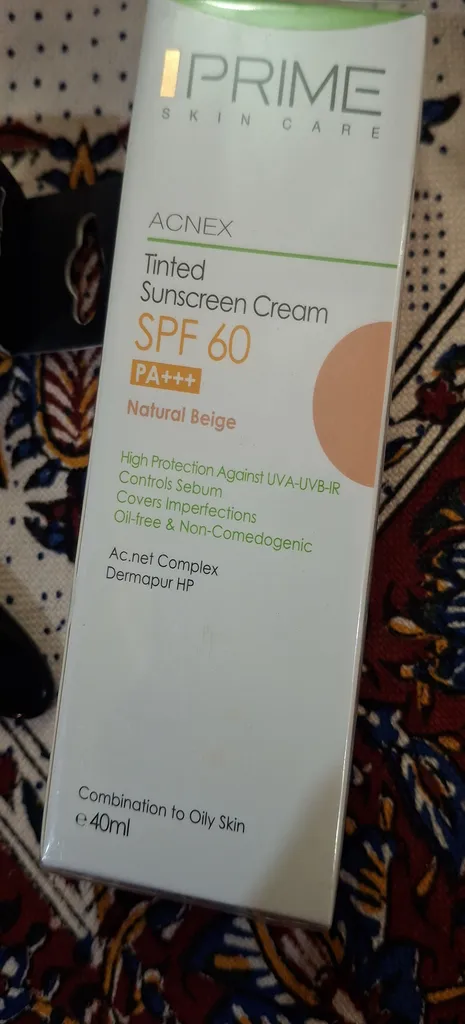 PRIME
SKIN CARE
ACNEX
Tinted
Sunscreen Cream
SPF 60
PA+++
Natural Beige
High Protection Against UVA-UVB-IR
Controls Sebum
Covers Imperfections
Oil-free & Non-Comedogenic
Ac.net Complex
Dermapur HP
Combination to Oily Skin
℮ 40ml